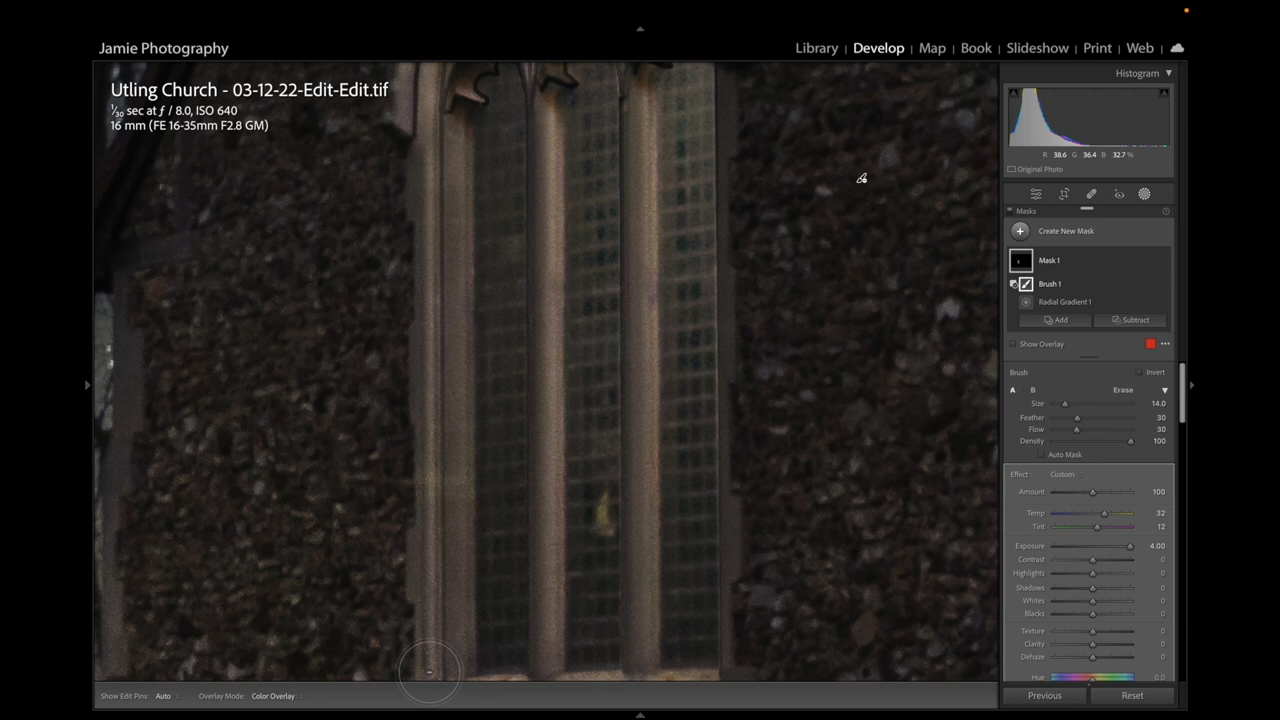 Jamie Photography
Library | Develop | Map | Book | Slideshow | Print | Web |
Utling Church - 03-12-22-Edit-Edit.tif
1/30 sec at ƒ / 8.0, ISO 640
16 mm (FE 16-35mm F2.8 GM)
Histogram
R 38.6 G 36.4 B 32.7 %
Original Photo
Masks
Create New Mask
Mask 1
Brush 1
Radial Gradient 1
Add Subtract
Show Overlay
Brush Invert
A B Erase
Size 14.0
Feather 30
Flow 30
Density 100
Auto Mask
Effect : Custom
Amount 100
Temp 32
Tint 12
Exposure 4.00
Contrast 0
Highlights 0
Shadows 0
Whites 0
Blacks 0
Texture 0
Clarity 0
Dehaze 0
Hue 0.0
Show Edit Pins: Auto Overlay Mode: Color Overlay
Previous Reset